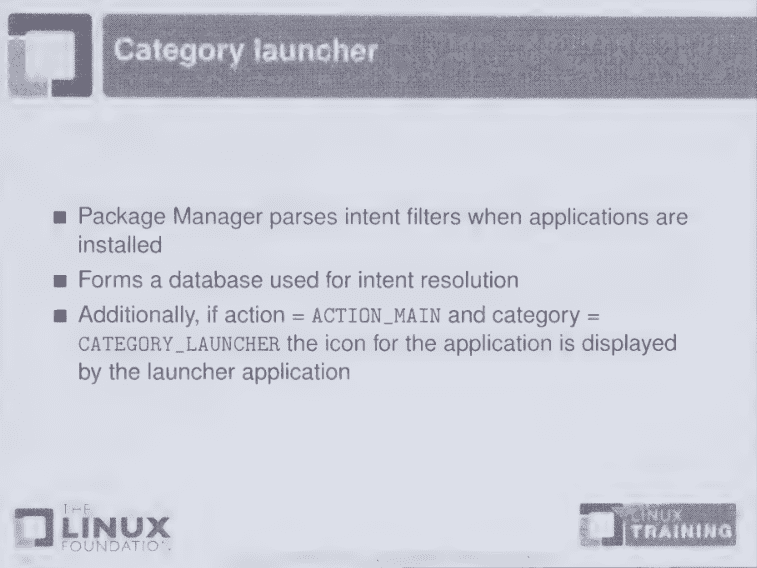 Category launcher
■ Package Manager parses intent filters when applications are
installed
■ Forms a database used for intent resolution
■ Additionally, if action = ACTION_MAIN and category =
CATEGORY_LAUNCHER the icon for the application is displayed
by the launcher application
THE
LINUX
FOUNDATION
LINUX
TRAINING